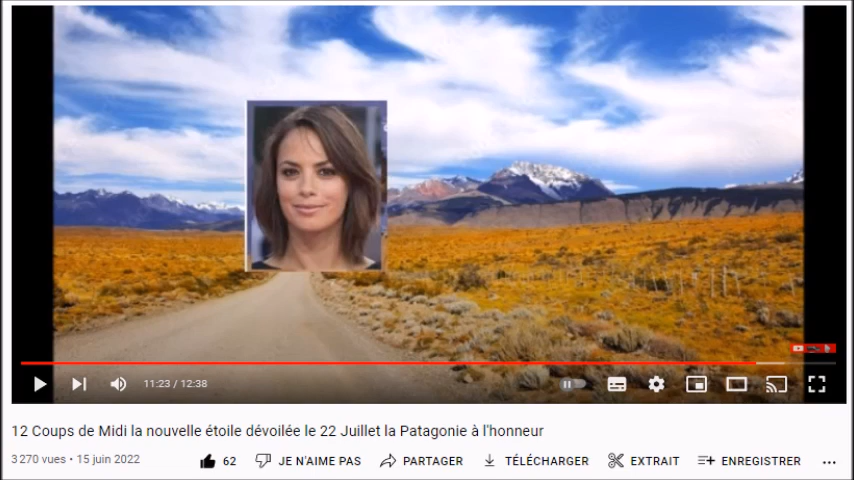 11:23 / 12:38
12 Coups de Midi la nouvelle étoile dévoilée le 22 Juillet la Patagonie à l'honneur
3 270 vues • 15 juin 2022
62 JE N'AIME PAS PARTAGER TÉLÉCHARGER EXTRAIT ENREGISTRER ...